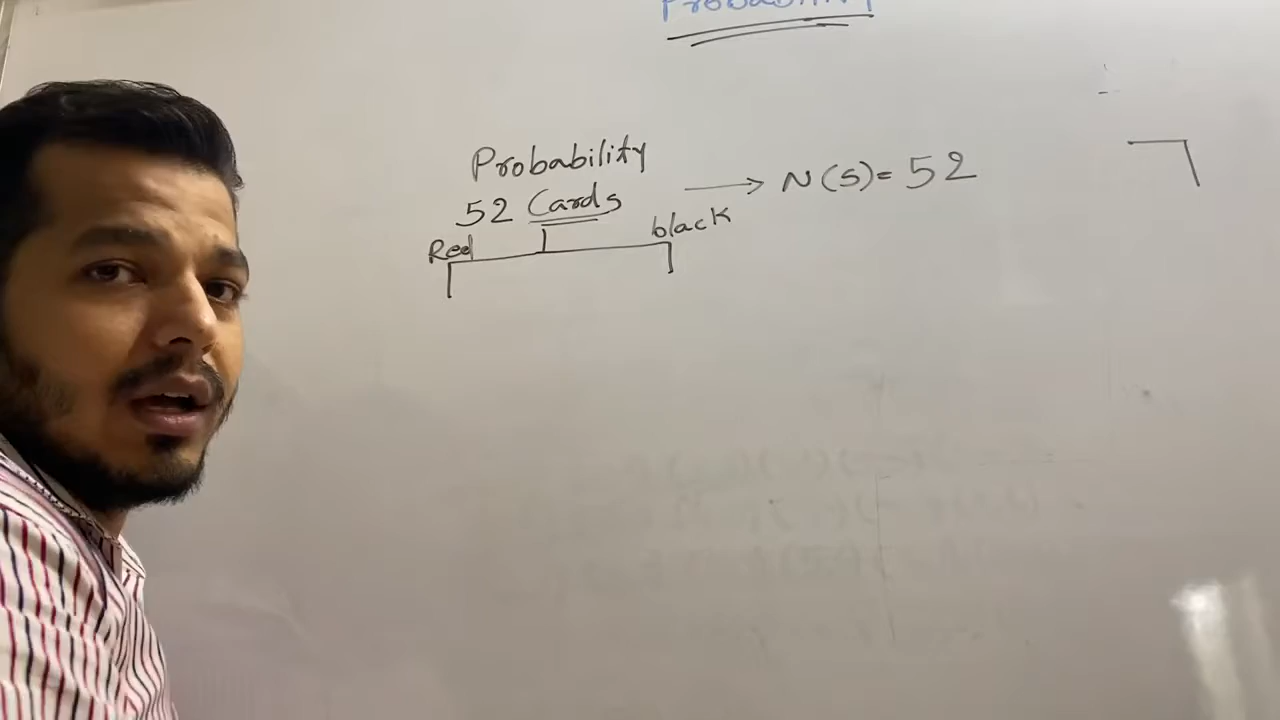 Probability
Probability
52 Cards → N(S) = 52
Red black